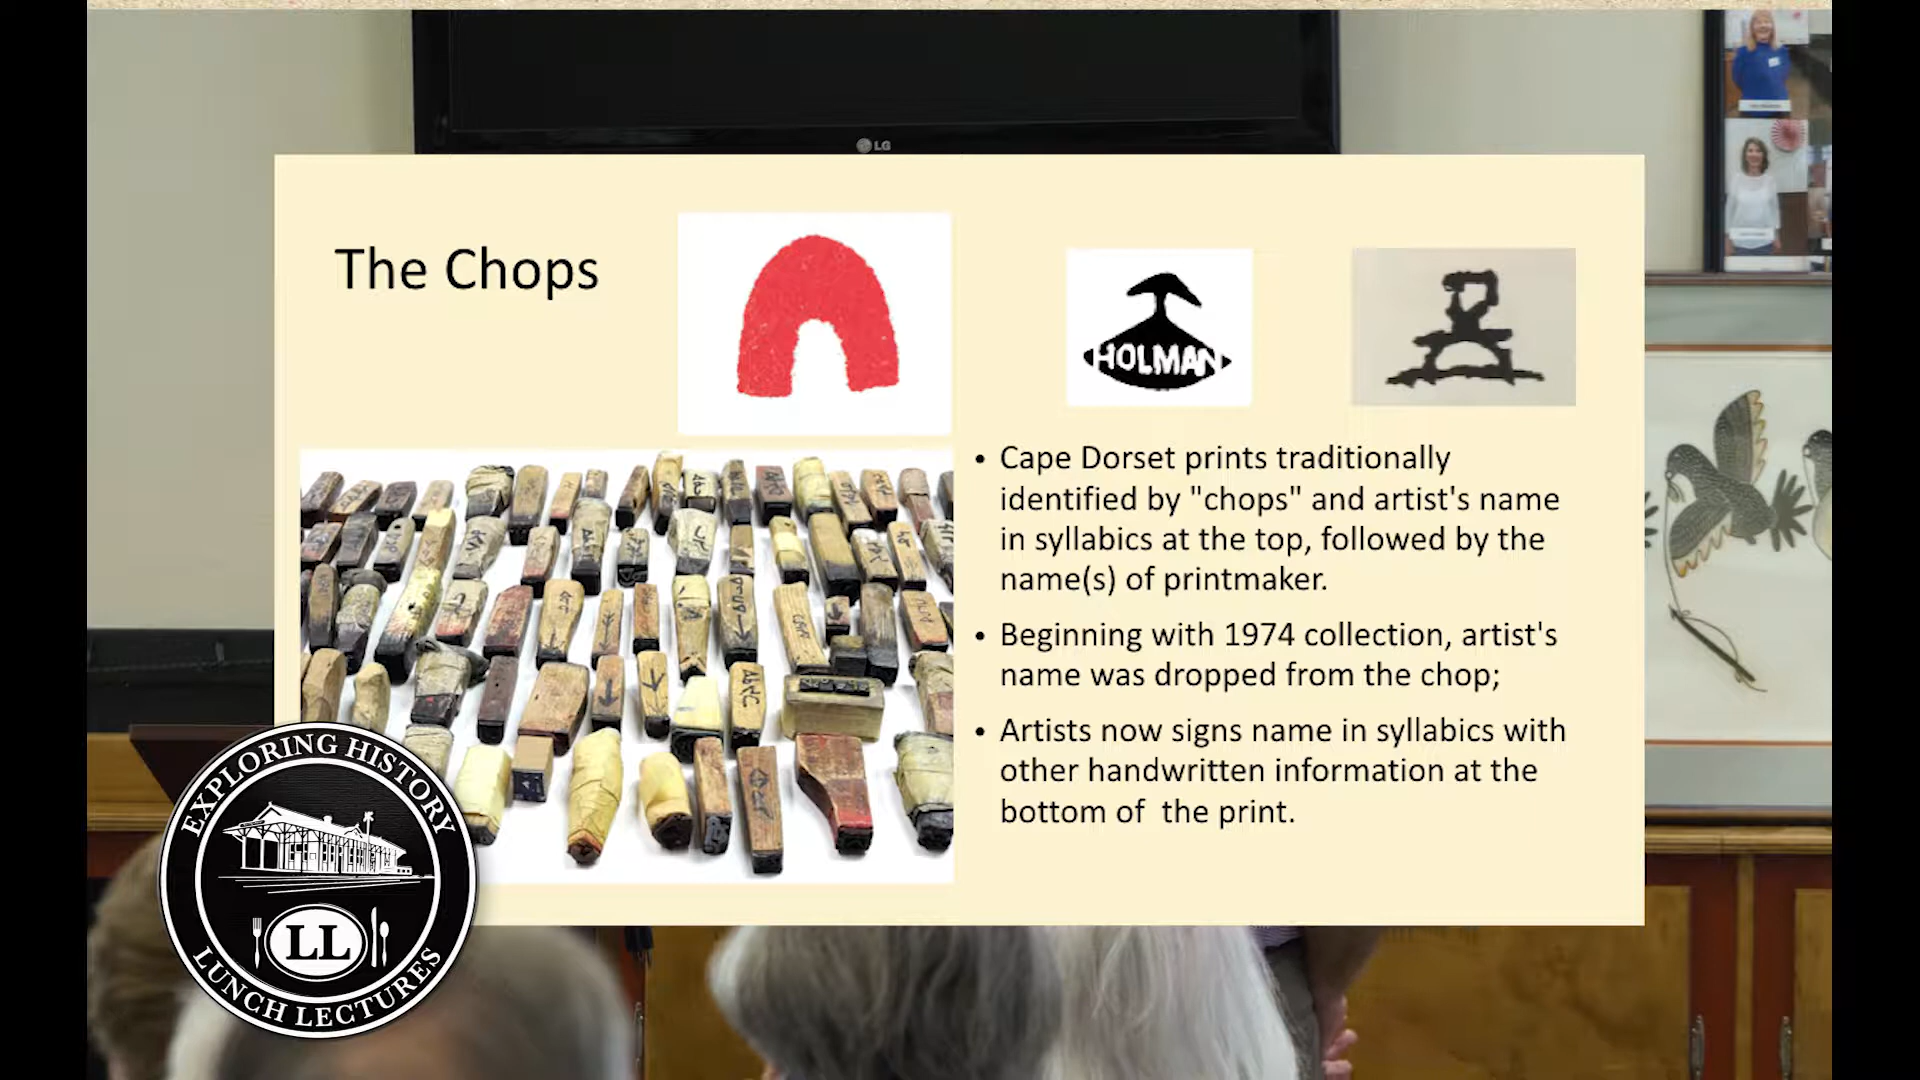 LG
The Chops
HOLMAN
• Cape Dorset prints traditionally
identified by "chops" and artist's name
in syllabics at the top, followed by the
name(s) of printmaker.
• Beginning with 1974 collection, artist's
name was dropped from the chop;
• Artists now signs name in syllabics with
other handwritten information at the
bottom of the print.
EXPLORING HISTORY
LL
LUNCH LECTURES